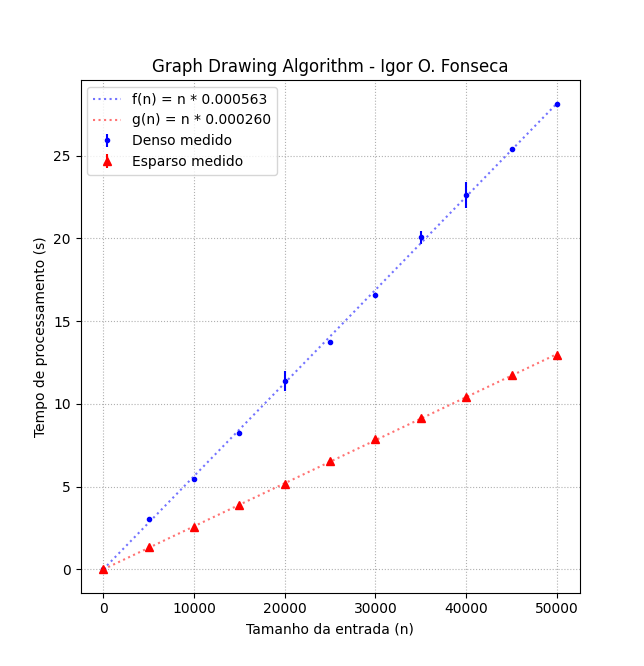 Graph Drawing Algorithm - Igor O. Fonseca
f(n) = n * 0.000563
g(n) = n * 0.000260
Denso medido
Esparso medido
Tempo de processamento (s)
25
20
15
10
5
0
0 10000 20000 30000 40000 50000
Tamanho da entrada (n)